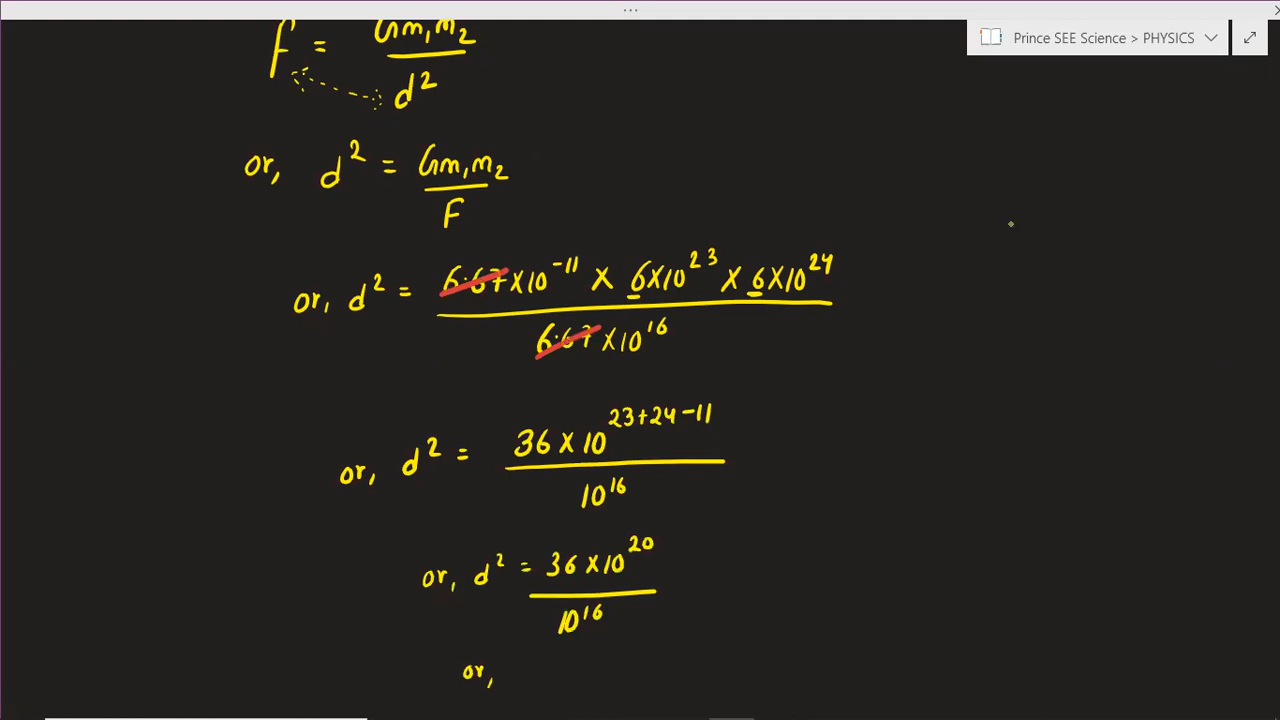 Prince SEE Science > PHYSICS
F = Gm₁m₂ / d²
or, d² = Gm₁m₂ / F
or, d² = 6.67×10⁻¹¹ × 6×10²³ × 6×10²⁴ / 6.67×10¹⁶
or, d² = 36×10²³⁺²⁴⁻¹¹ / 10¹⁶
or, d² = 36×10²⁰ / 10¹⁶
or,